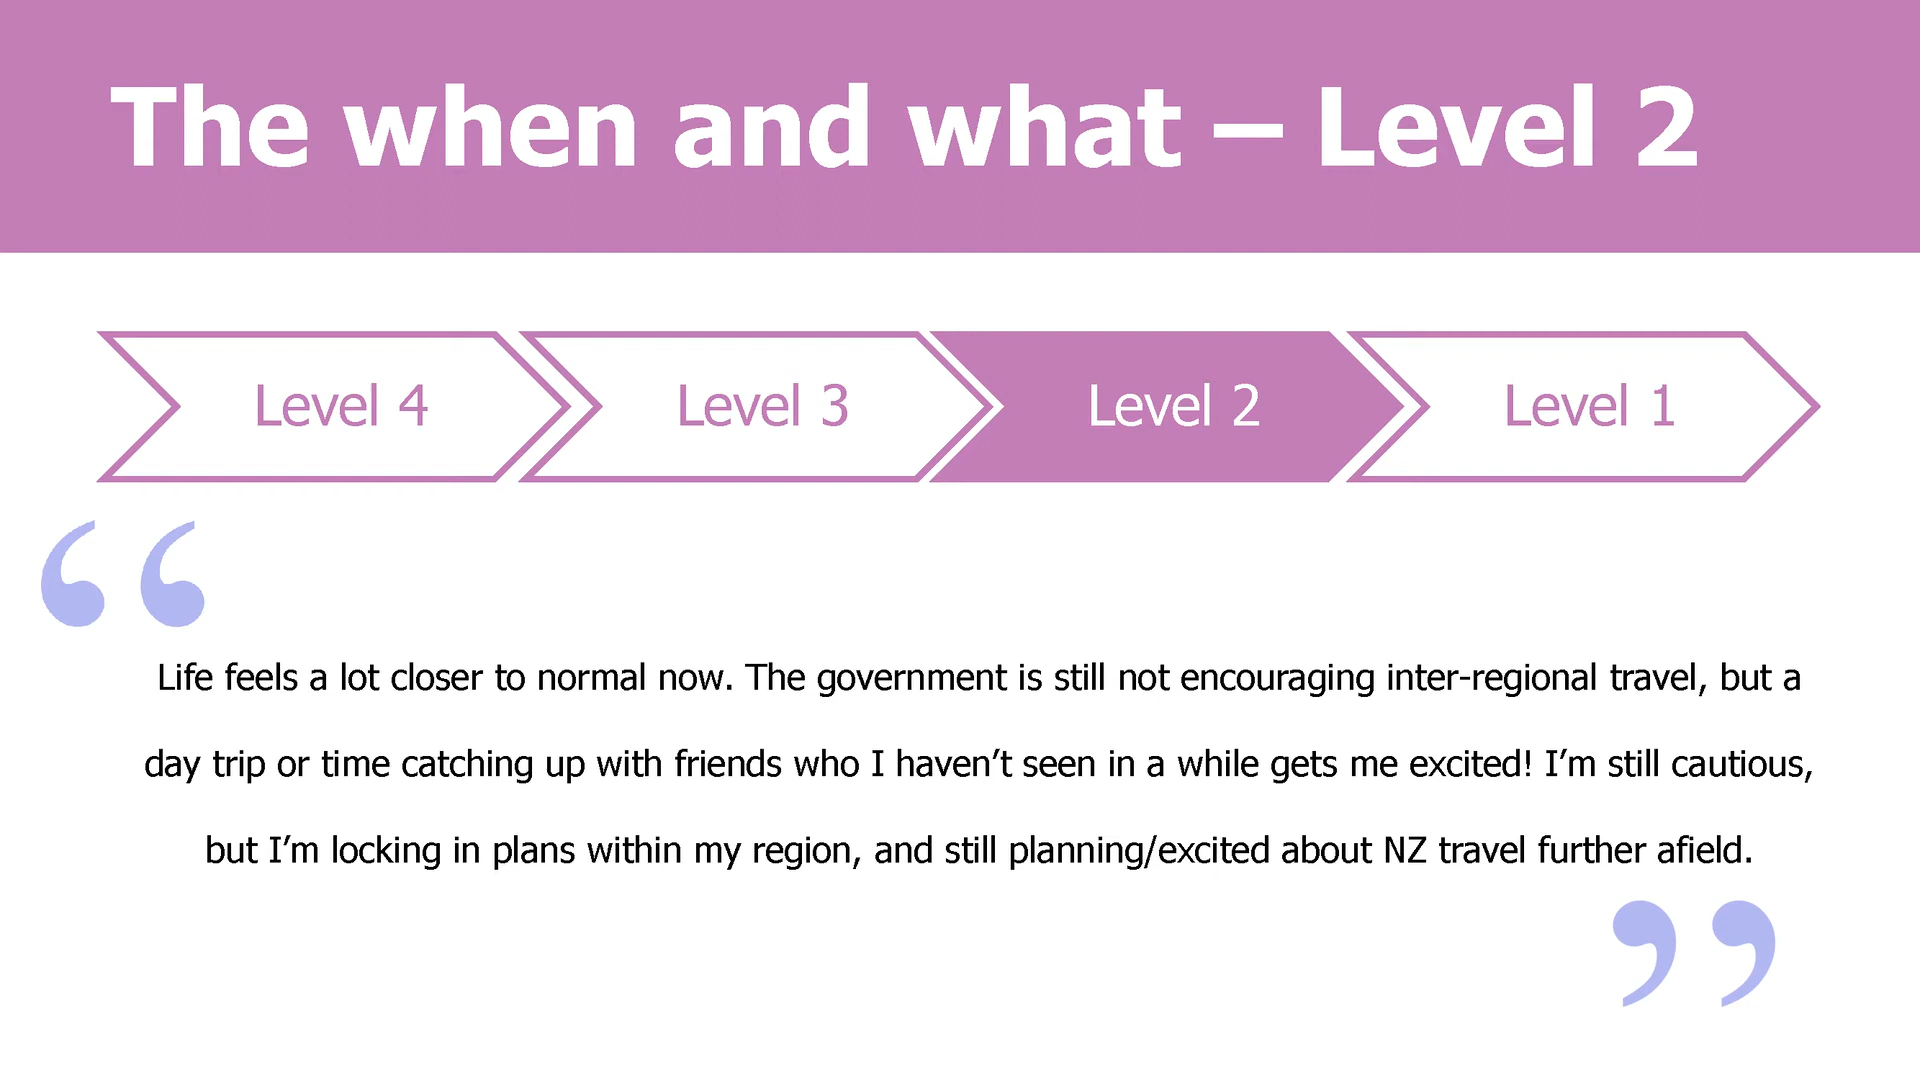 The when and what – Level 2
Level 4
Level 3
Level 2
Level 1
“
Life feels a lot closer to normal now. The government is still not encouraging inter-regional travel, but a
day trip or time catching up with friends who I haven’t seen in a while gets me excited! I’m still cautious,
but I’m locking in plans within my region, and still planning/excited about NZ travel further afield.
”